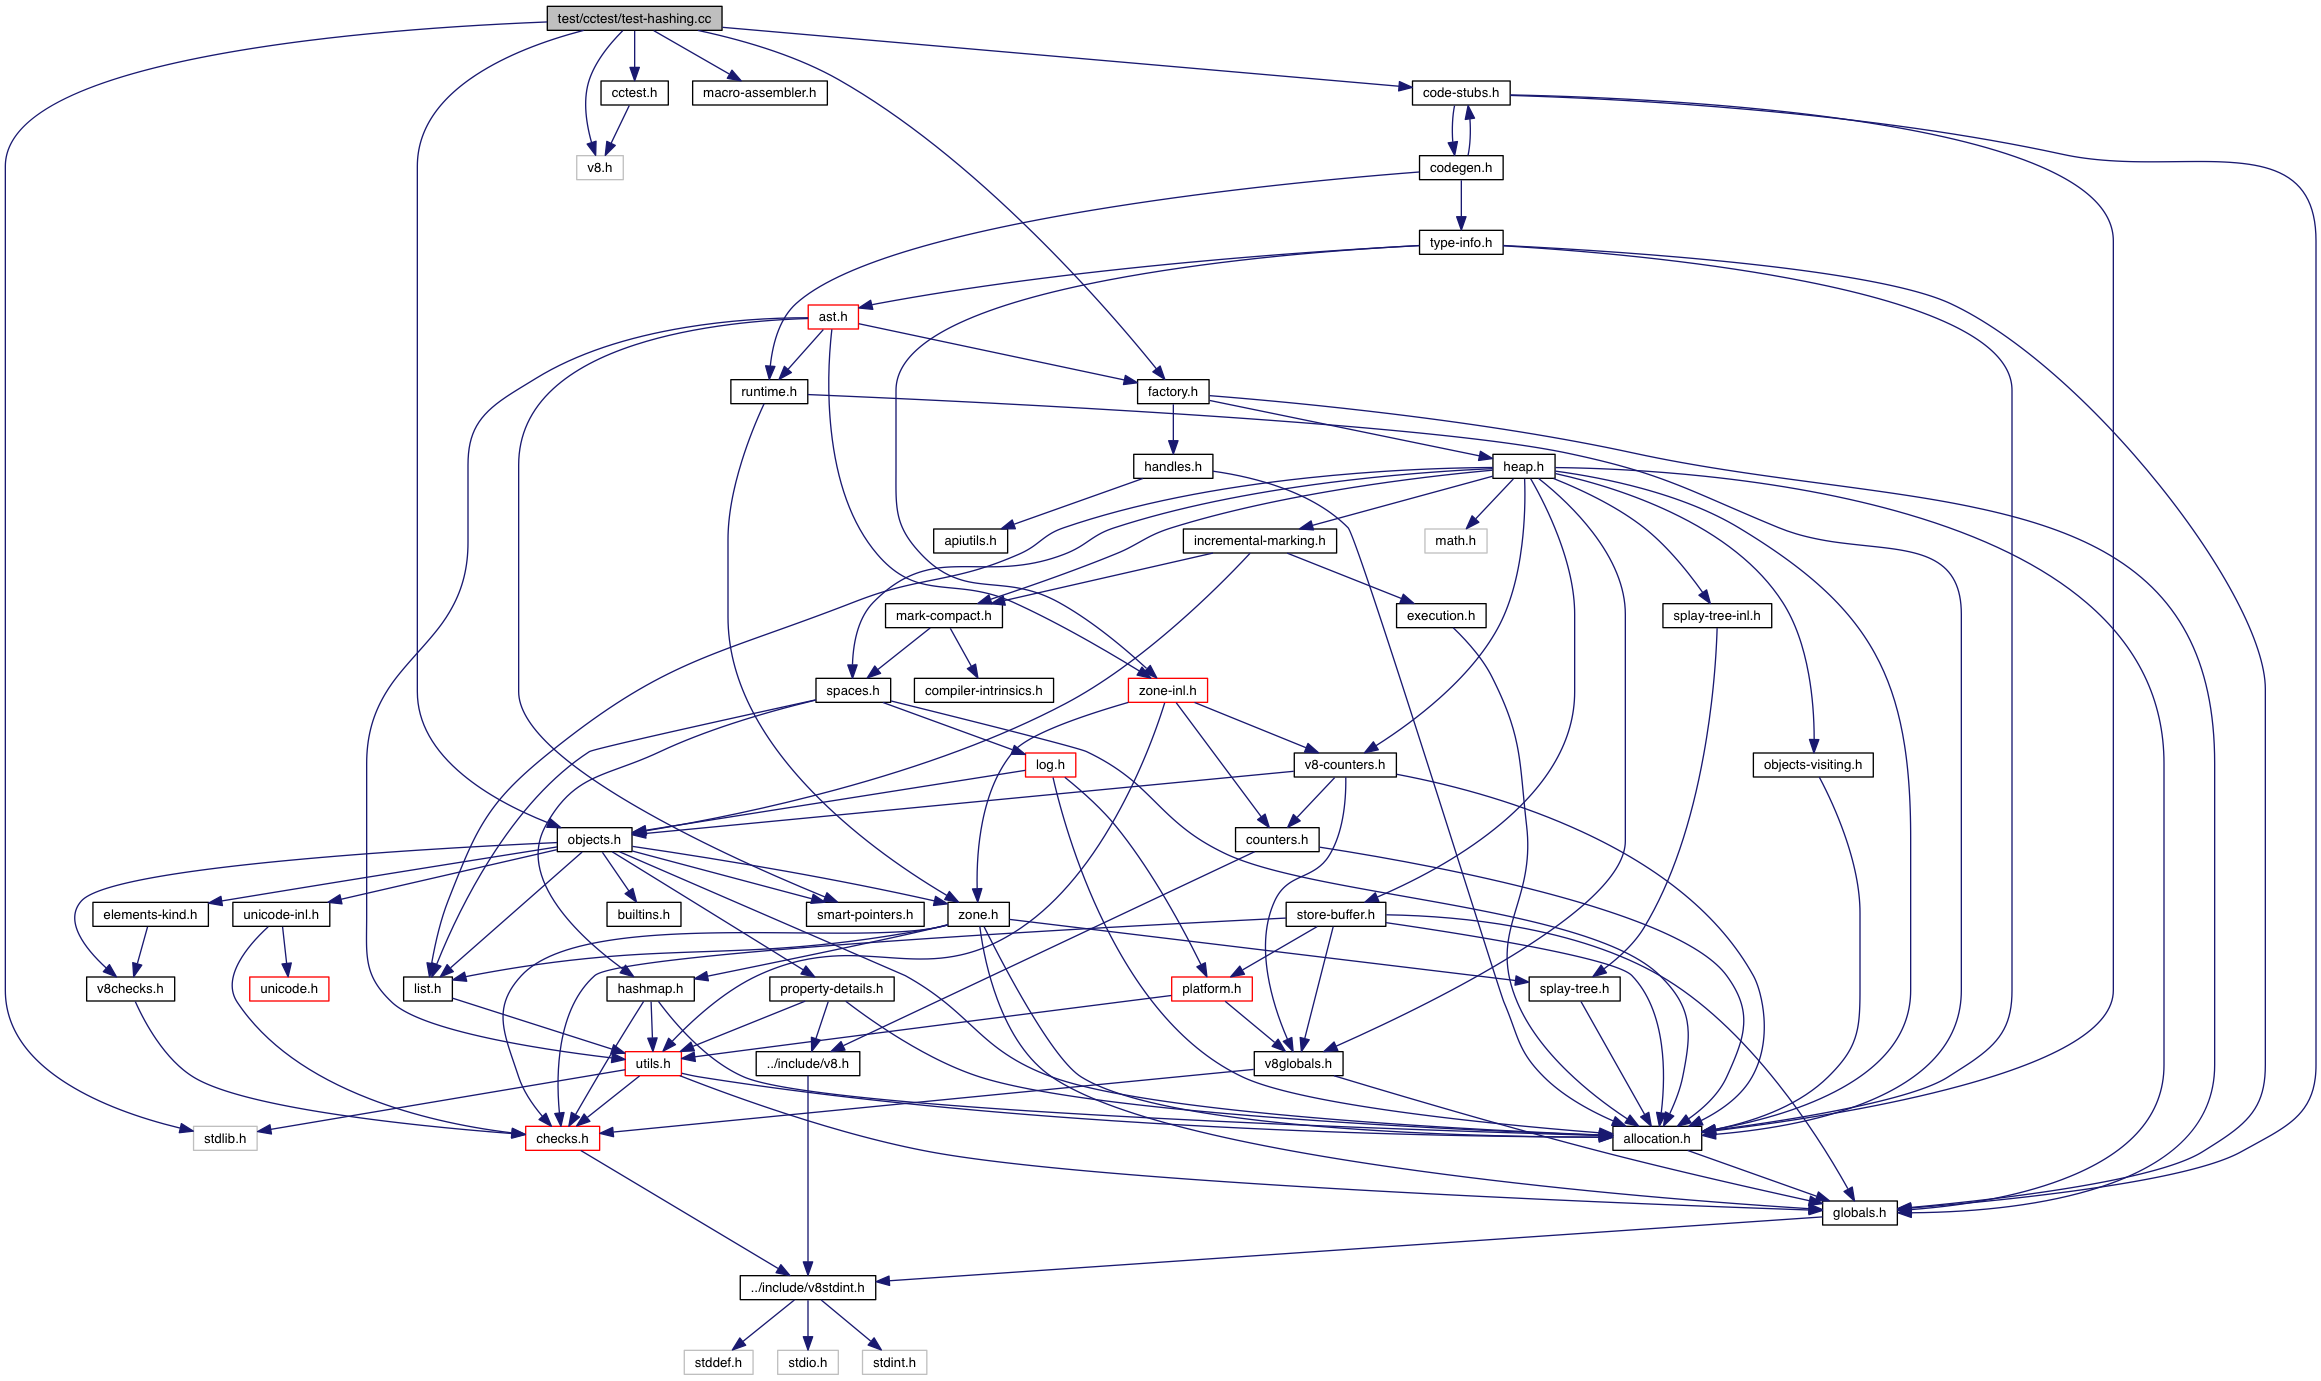 test/cctest/test-hashing.cc
cctest.h
macro-assembler.h
code-stubs.h
v8.h
codegen.h
type-info.h
ast.h
runtime.h
factory.h
handles.h
heap.h
apiutils.h
incremental-marking.h
math.h
mark-compact.h
execution.h
splay-tree-inl.h
spaces.h
compiler-intrinsics.h
zone-inl.h
log.h
v8-counters.h
objects-visiting.h
objects.h
counters.h
elements-kind.h
unicode-inl.h
builtins.h
smart-pointers.h
zone.h
store-buffer.h
v8checks.h
unicode.h
list.h
hashmap.h
property-details.h
platform.h
splay-tree.h
utils.h
../include/v8.h
v8globals.h
stdlib.h
checks.h
allocation.h
globals.h
../include/v8stdint.h
stddef.h
stdio.h
stdint.h